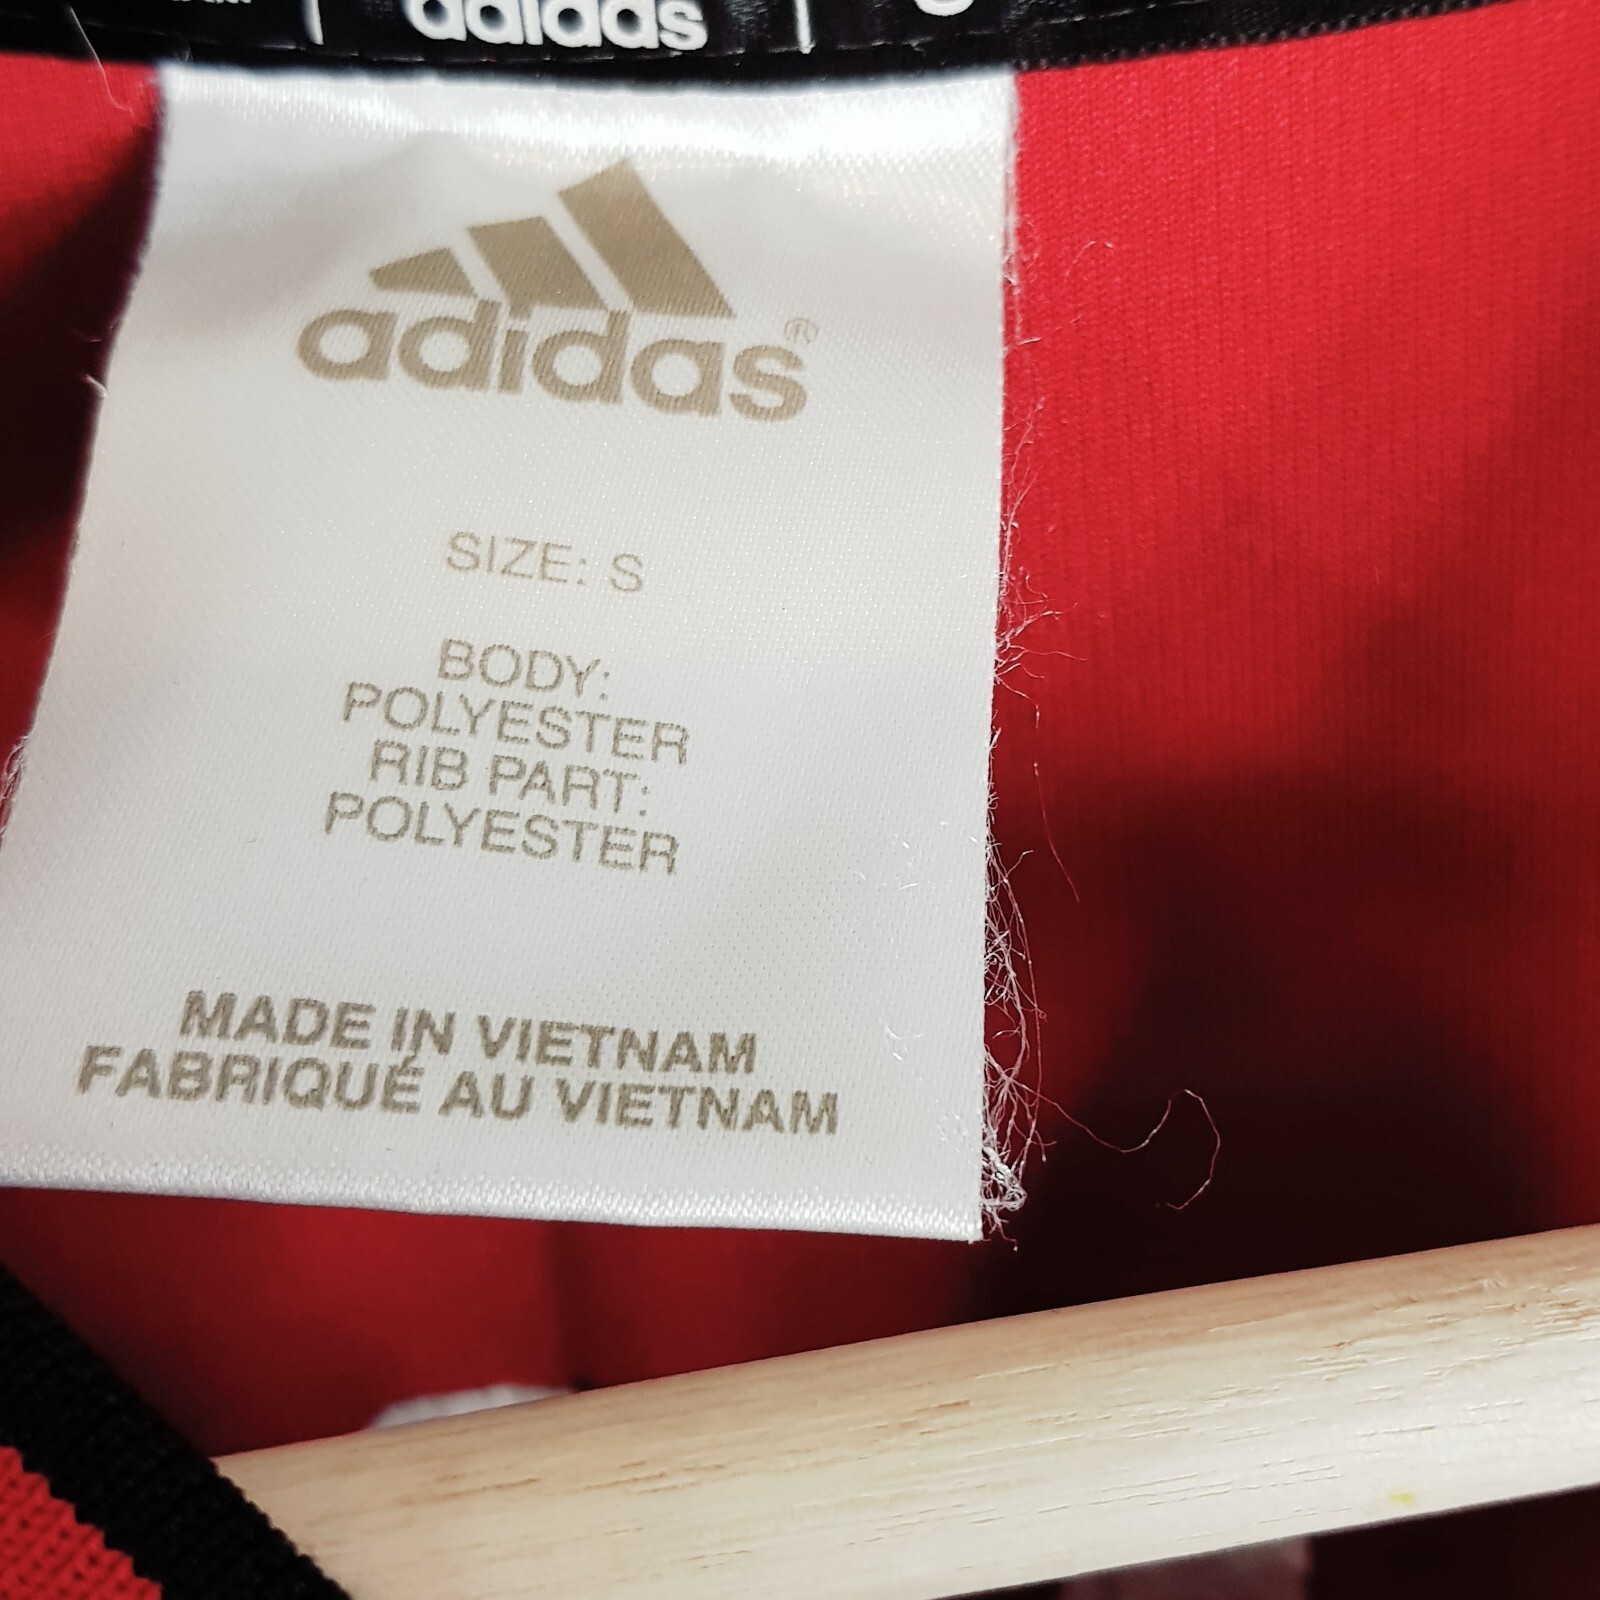 adidas
adidas®
SIZE: S
BODY:
POLYESTER
RIB PART:
POLYESTER
MADE IN VIETNAM
FABRIQUÉ AU VIETNAM